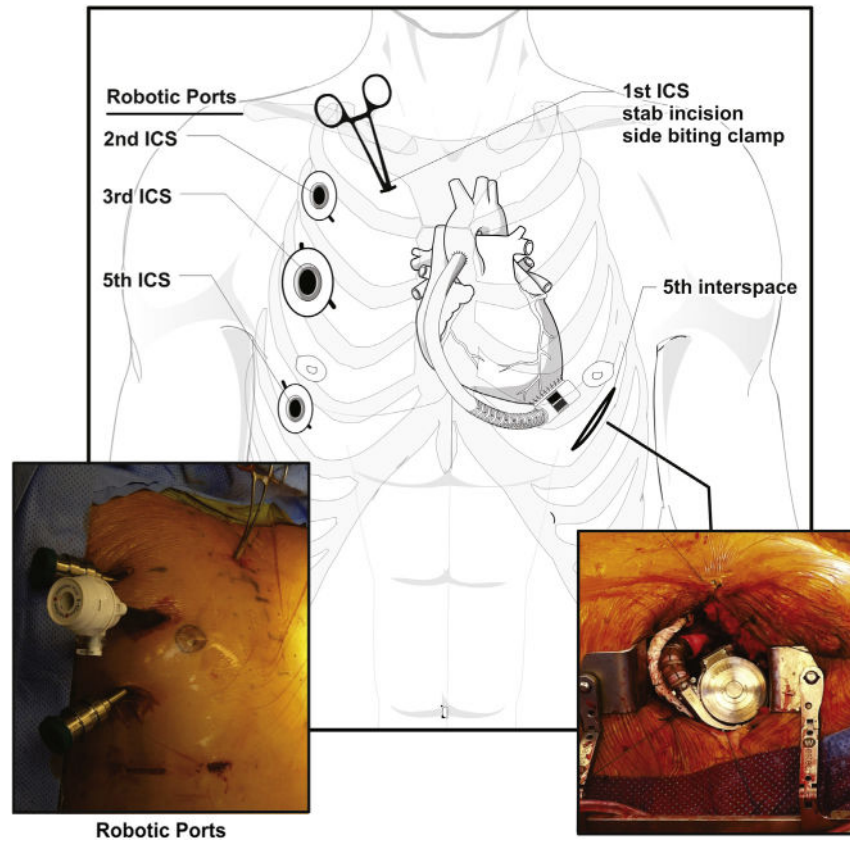 Robotic Ports
2nd ICS
3rd ICS
5th ICS
1st ICS
stab incision
side biting clamp
5th interspace
Robotic Ports